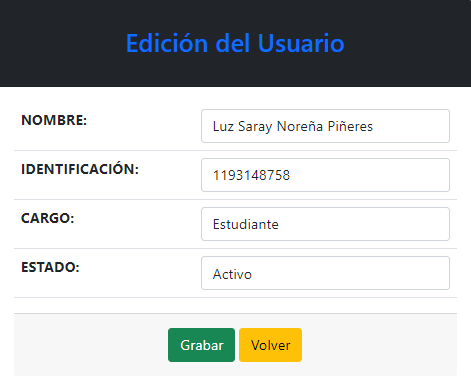 Edición del Usuario
NOMBRE: Luz Saray Noreña Piñeres
IDENTIFICACIÓN: 1193148758
CARGO: Estudiante
ESTADO: Activo
Grabar Volver